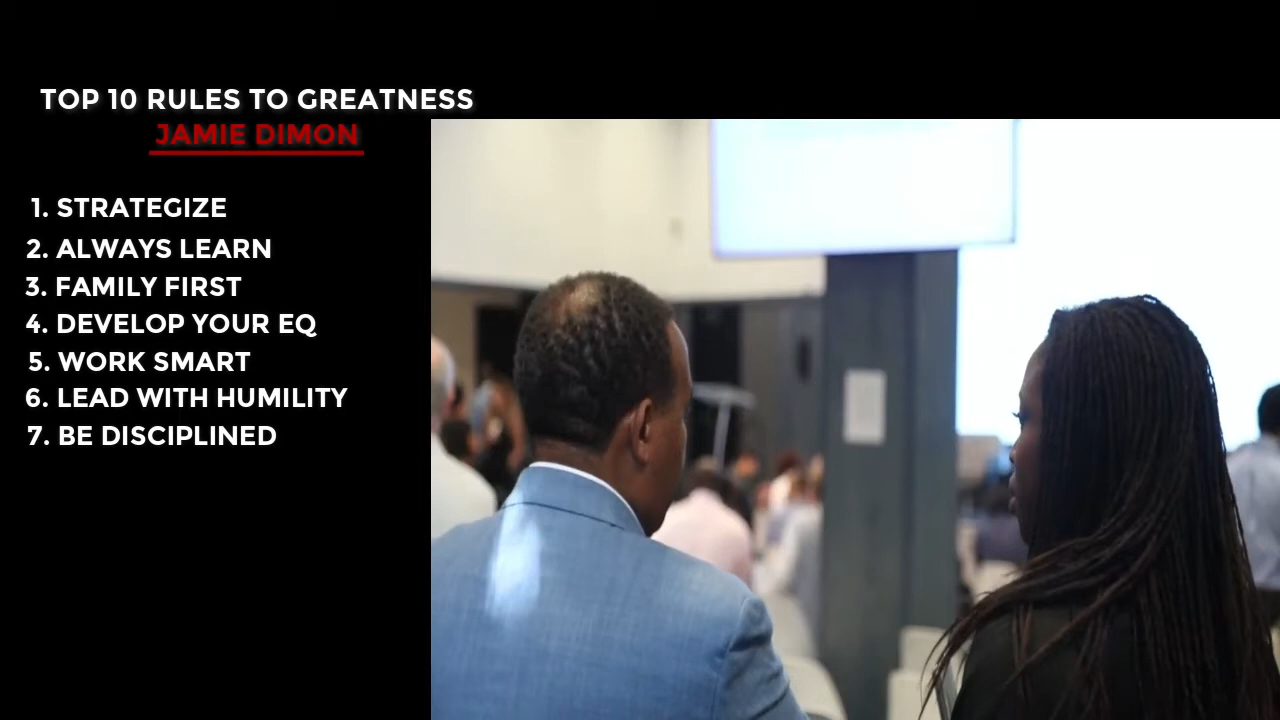 TOP 10 RULES TO GREATNESS
JAMIE DIMON
1. STRATEGIZE
2. ALWAYS LEARN
3. FAMILY FIRST
4. DEVELOP YOUR EQ
5. WORK SMART
6. LEAD WITH HUMILITY
7. BE DISCIPLINED